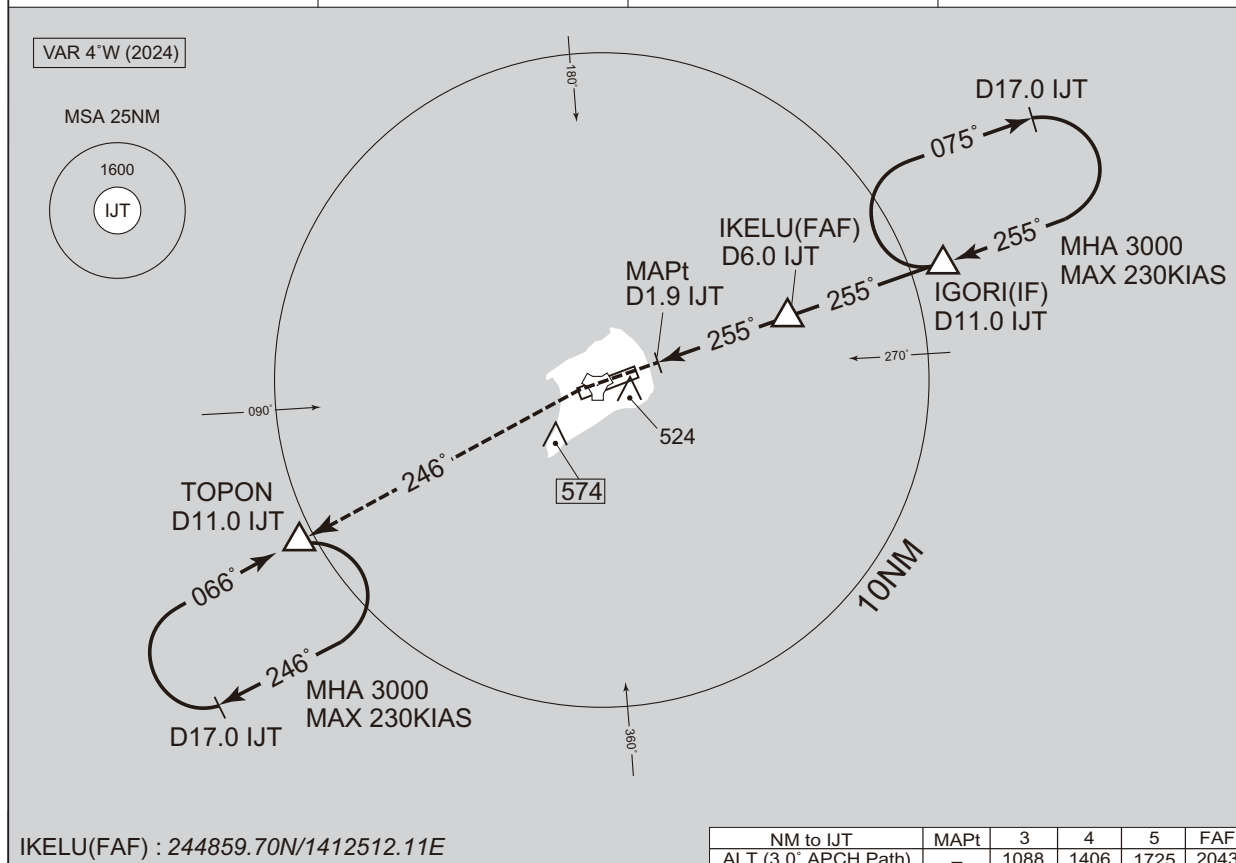 VAR 4°W (2024)
MSA 25NM
1600
IJT
180°
D17.0 IJT
075°
255°
MHA 3000
MAX 230KIAS
IKELU(FAF)
D6.0 IJT
MAPt
D1.9 IJT
255°
255°
IGORI(IF)
D11.0 IJT
270°
090°
524
574
246°
TOPON
D11.0 IJT
066°
246°
MHA 3000
MAX 230KIAS
D17.0 IJT
10NM
360°
IKELU(FAF) : 244859.70N/1412512.11E
NM to IJT MAPt 3 4 5 FAF
ALT (3.0° APCH Path) – 1088 1406 1725 2043